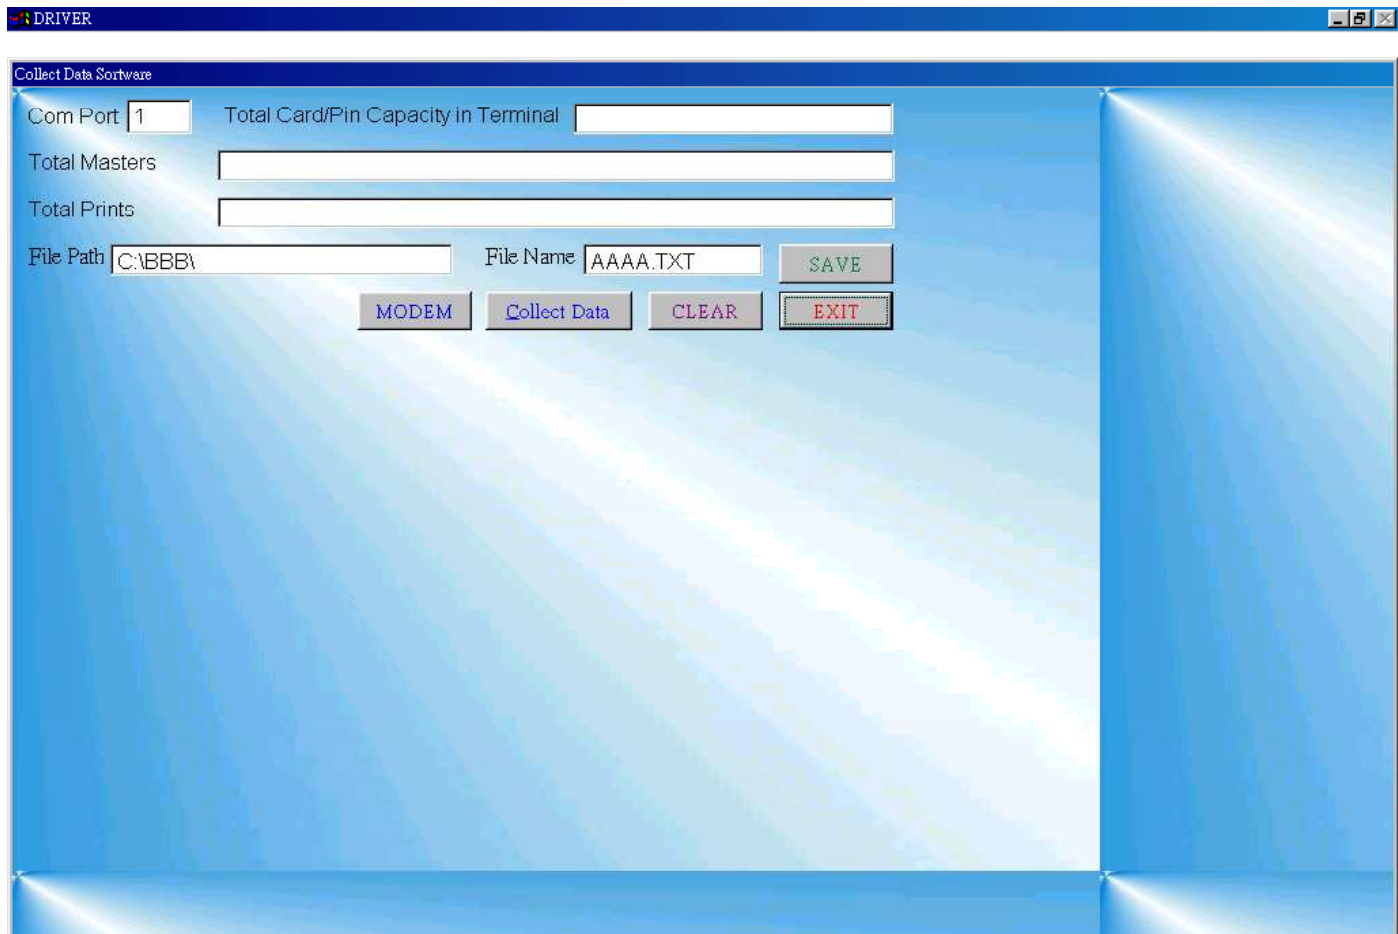 DRIVER
Collect Data Sortware
Com Port 1 Total Card/Pin Capacity in Terminal
Total Masters
Total Prints
File Path C:\BBB\ File Name AAAA.TXT SAVE
MODEM Collect Data CLEAR EXIT